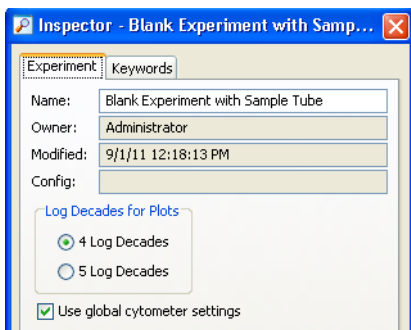 Inspector - Blank Experiment with Samp...
Experiment Keywords
Name: Blank Experiment with Sample Tube
Owner: Administrator
Modified: 9/1/11 12:18:13 PM
Config:
Log Decades for Plots
4 Log Decades
5 Log Decades
Use global cytometer settings